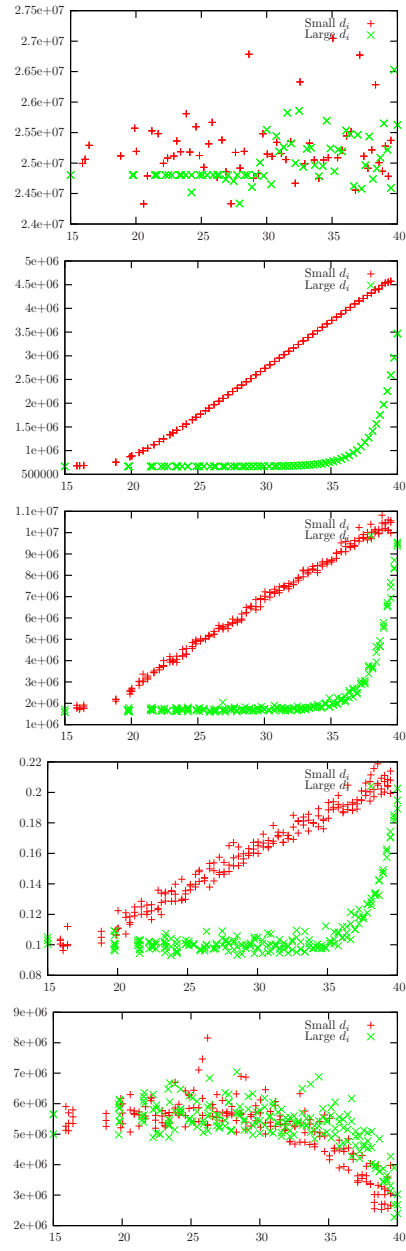 2.75e+07
Small d_i
Large d_i
2.7e+07
2.65e+07
2.6e+07
2.55e+07
2.5e+07
2.45e+07
2.4e+07
15 20 25 30 35 40
5e+06
Small d_i
Large d_i
4.5e+06
4e+06
3.5e+06
3e+06
2.5e+06
2e+06
1.5e+06
1e+06
500000
15 20 25 30 35 40
1.1e+07
Small d_i
Large d_i
1e+07
9e+06
8e+06
7e+06
6e+06
5e+06
4e+06
3e+06
2e+06
1e+06
15 20 25 30 35 40
0.22
Small d_i
Large d_i
0.2
0.18
0.16
0.14
0.12
0.1
0.08
15 20 25 30 35 40
9e+06
Small d_i
Large d_i
8e+06
7e+06
6e+06
5e+06
4e+06
3e+06
2e+06
15 20 25 30 35 40